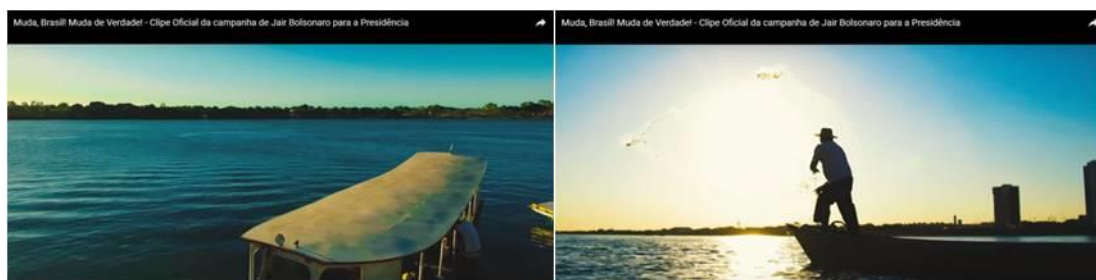 Muda, Brasil! Muda de Verdade! - Clipe Oficial da campanha de Jair Bolsonaro para a Presidência
Muda, Brasil! Muda de Verdade! - Clipe Oficial da campanha de Jair Bolsonaro para a Presidência